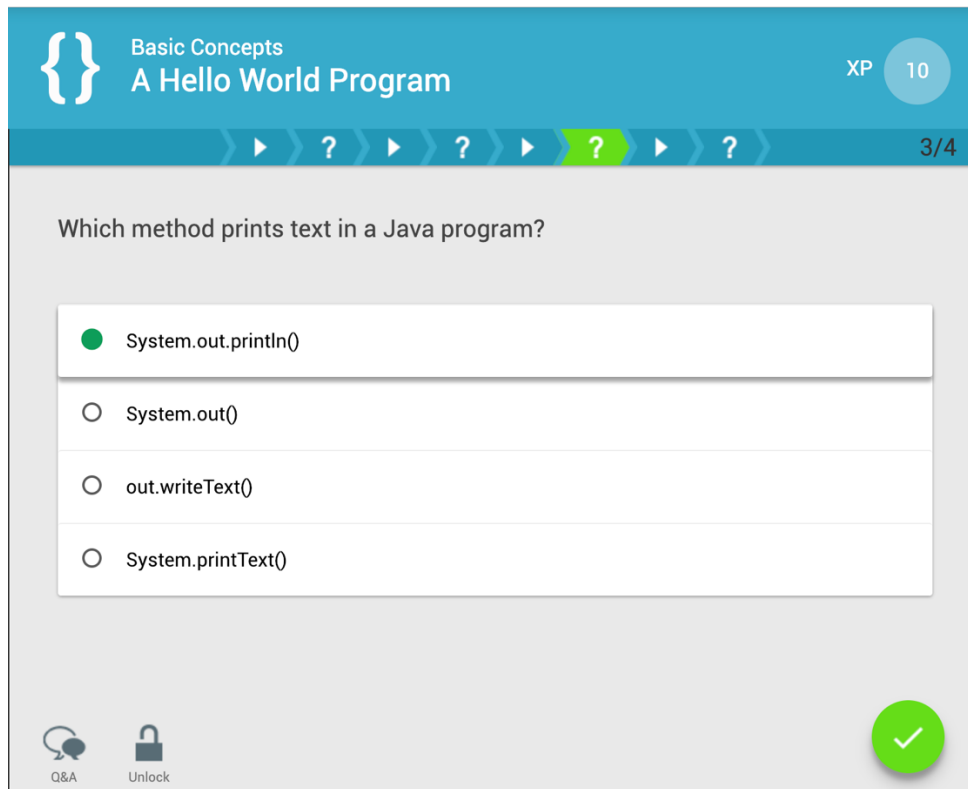 { }
Basic Concepts
A Hello World Program
XP 10
? ? ? ?
3/4
Which method prints text in a Java program?
System.out.println()
System.out()
out.writeText()
System.printText()
Q&A Unlock